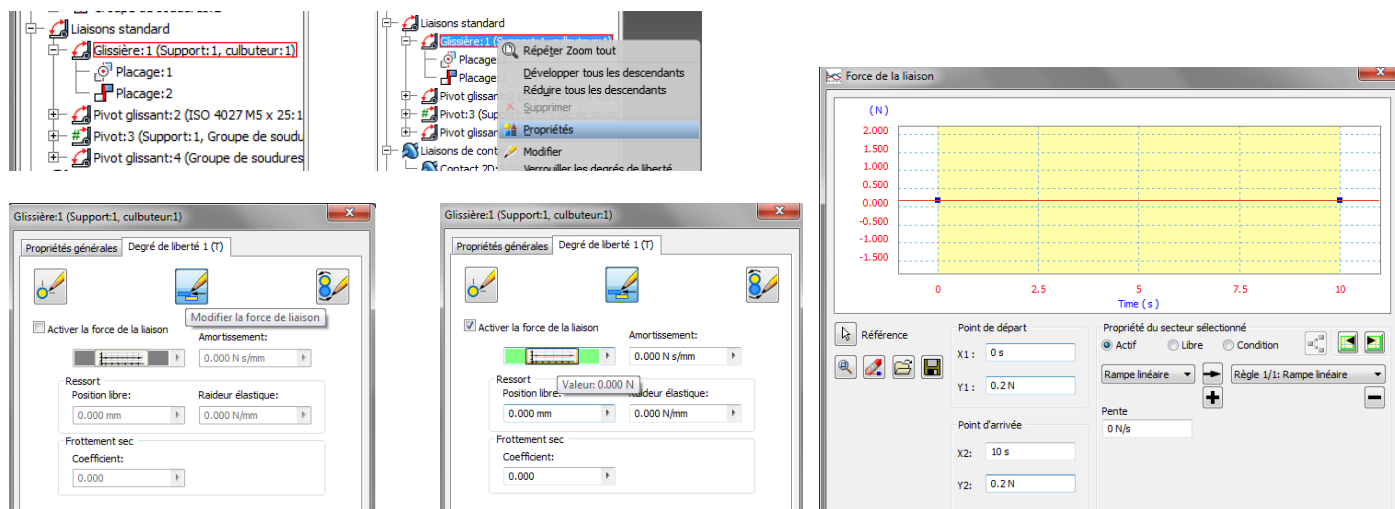 Liaisons standard
Glissière:1 (Support:1, culbuteur:1)
Placage:1
Placage:2
Pivot glissant:2 (ISO 4027 M5 x 25:1
Pivot:3 (Support:1, Groupe de soudu
Pivot glissant:4 (Groupe de soudures
Liaisons standard
Glissière:1
Répéter Zoom tout
Placage
Développer tous les descendants
Placage
Réduire tous les descendants
Pivot glissan
Supprimer
Pivot:3 (Sup
Propriétés
Pivot glissan
Modifier
Liaisons de cont
Contact 2D:
Verrouiller les degrés de liberté
Glissière:1 (Support:1, culbuteur:1)
Propriétés générales
Degré de liberté 1 (T)
Modifier la force de liaison
Activer la force de la liaison
Amortissement:
0.000 N s/mm
Ressort
Position libre:
Raideur élastique:
0.000 mm
0.000 N/mm
Frottement sec
Coefficient:
0.000
Glissière:1 (Support:1, culbuteur:1)
Propriétés générales
Degré de liberté 1 (T)
Activer la force de la liaison
Amortissement:
0.000 N s/mm
Ressort
Valeur: 0.000 N
Position libre:
Raideur élastique:
0.000 mm
0.000 N/mm
Frottement sec
Coefficient:
0.000
Force de la liaison
(N)
2.000
1.500
1.000
0.500
0.000
-0.500
-1.000
-1.500
0 2.5 5 7.5 10
Time ( s )
Référence
Point de départ
X1 : 0 s
Y1 : 0.2 N
Point d'arrivée
X2: 10 s
Y2: 0.2 N
Propriété du secteur sélectionné
Actif Libre Condition
Rampe linéaire
Règle 1/1: Rampe linéaire
Pente
0 N/s